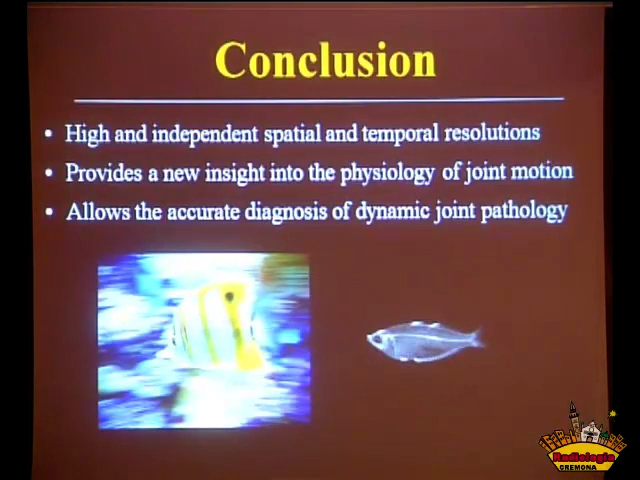 Conclusion
• High and independent spatial and temporal resolutions
• Provides a new insight into the physiology of joint motion
• Allows the accurate diagnosis of dynamic joint pathology
Radiologia
CREMONA